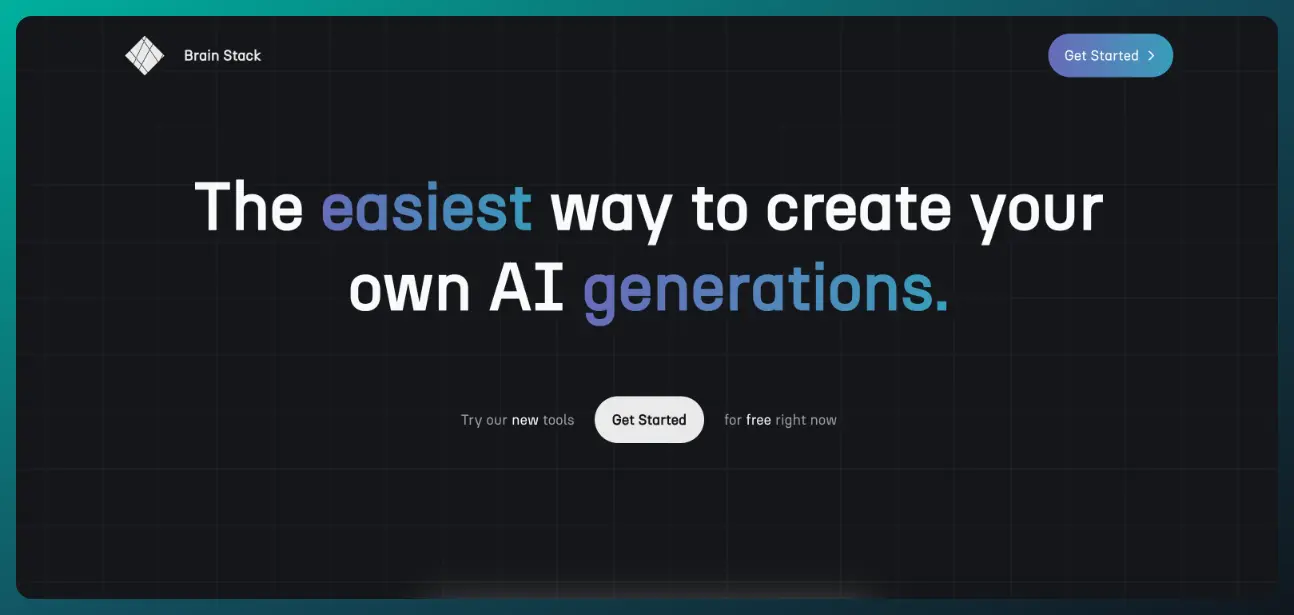 Brain Stack
Get Started
The easiest way to create your
own AI generations.
Try our new tools Get Started for free right now